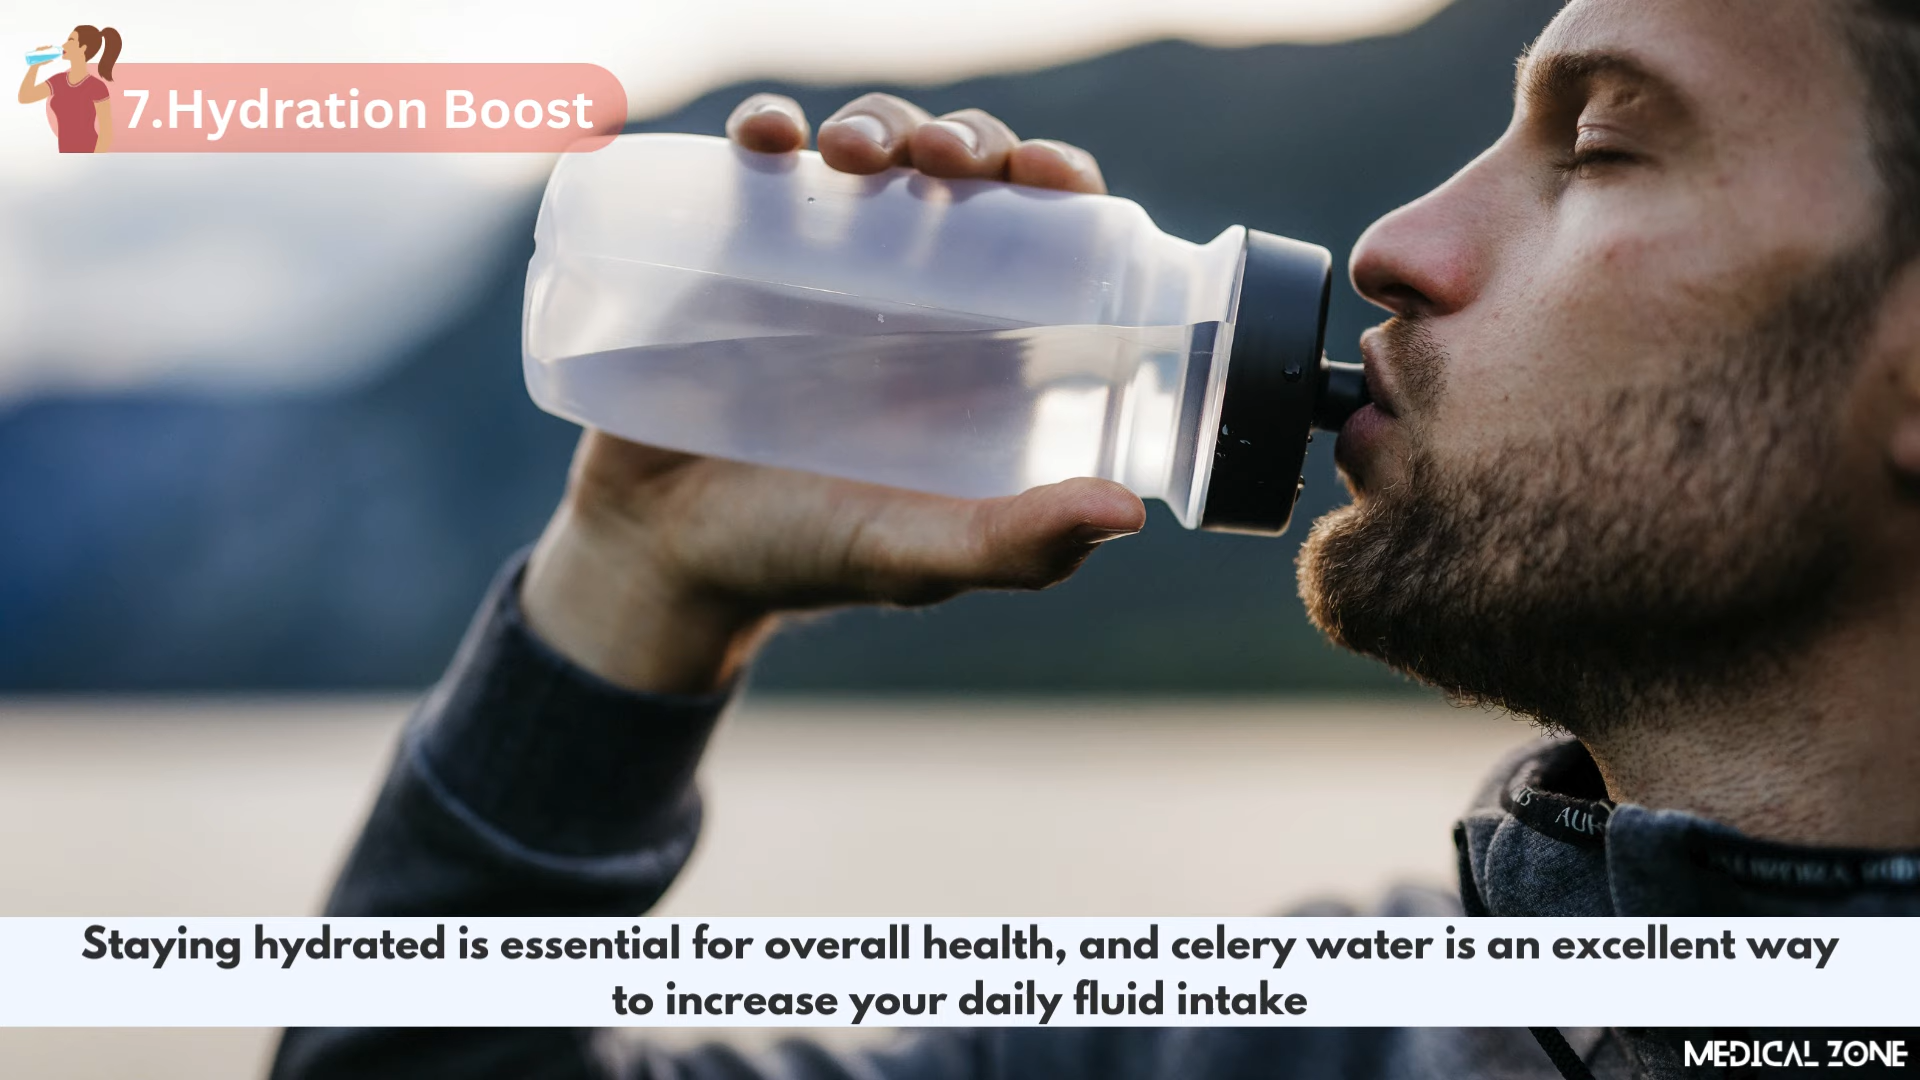 7.Hydration Boost
AUR
Staying hydrated is essential for overall health, and celery water is an excellent way
to increase your daily fluid intake
MEDICAL ZONE